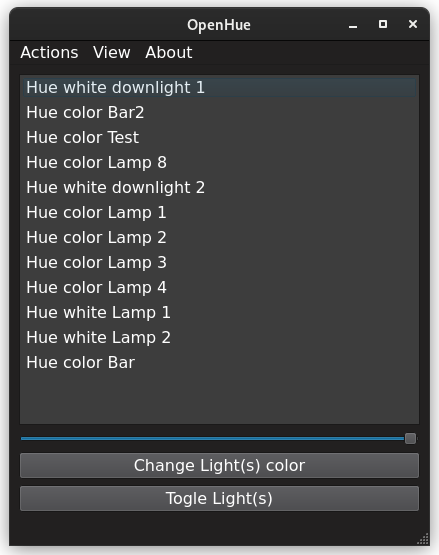 OpenHue
Actions View About
Hue white downlight 1
Hue color Bar2
Hue color Test
Hue color Lamp 8
Hue white downlight 2
Hue color Lamp 1
Hue color Lamp 2
Hue color Lamp 3
Hue color Lamp 4
Hue white Lamp 1
Hue white Lamp 2
Hue color Bar
Change Light(s) color
Togle Light(s)